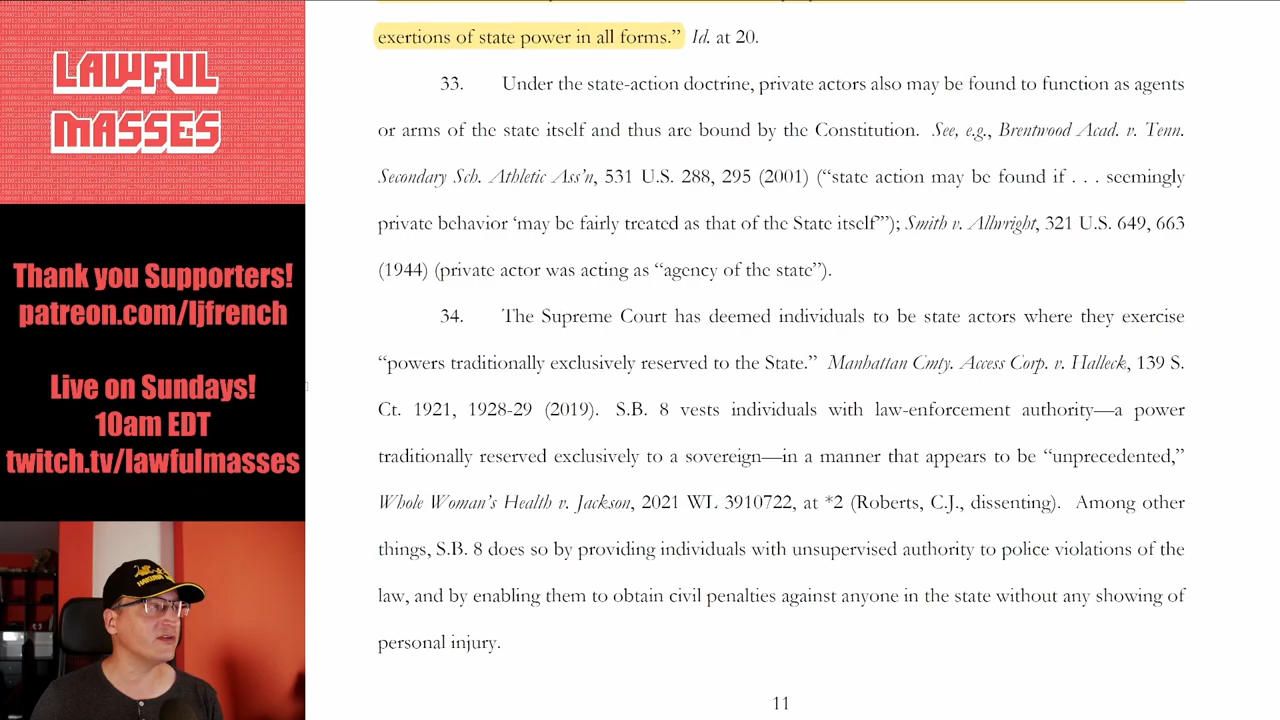 LAWFUL
MASSES
Thank you Supporters!
patreon.com/ljfrench
Live on Sundays!
10am EDT
twitch.tv/lawfulmasses
exertions of state power in all forms.” Id. at 20.
33. Under the state-action doctrine, private actors also may be found to function as agents
or arms of the state itself and thus are bound by the Constitution. See, e.g., Brentwood Acad. v. Tenn.
Secondary Sch. Athletic Ass’n, 531 U.S. 288, 295 (2001) (“state action may be found if . . . seemingly
private behavior ‘may be fairly treated as that of the State itself’”); Smith v. Allwright, 321 U.S. 649, 663
(1944) (private actor was acting as “agency of the state”).
34. The Supreme Court has deemed individuals to be state actors where they exercise
“powers traditionally exclusively reserved to the State.” Manhattan Cmty. Access Corp. v. Halleck, 139 S.
Ct. 1921, 1928-29 (2019). S.B. 8 vests individuals with law-enforcement authority—a power
traditionally reserved exclusively to a sovereign—in a manner that appears to be “unprecedented,”
Whole Woman’s Health v. Jackson, 2021 WL 3910722, at *2 (Roberts, C.J., dissenting). Among other
things, S.B. 8 does so by providing individuals with unsupervised authority to police violations of the
law, and by enabling them to obtain civil penalties against anyone in the state without any showing of
personal injury.
11